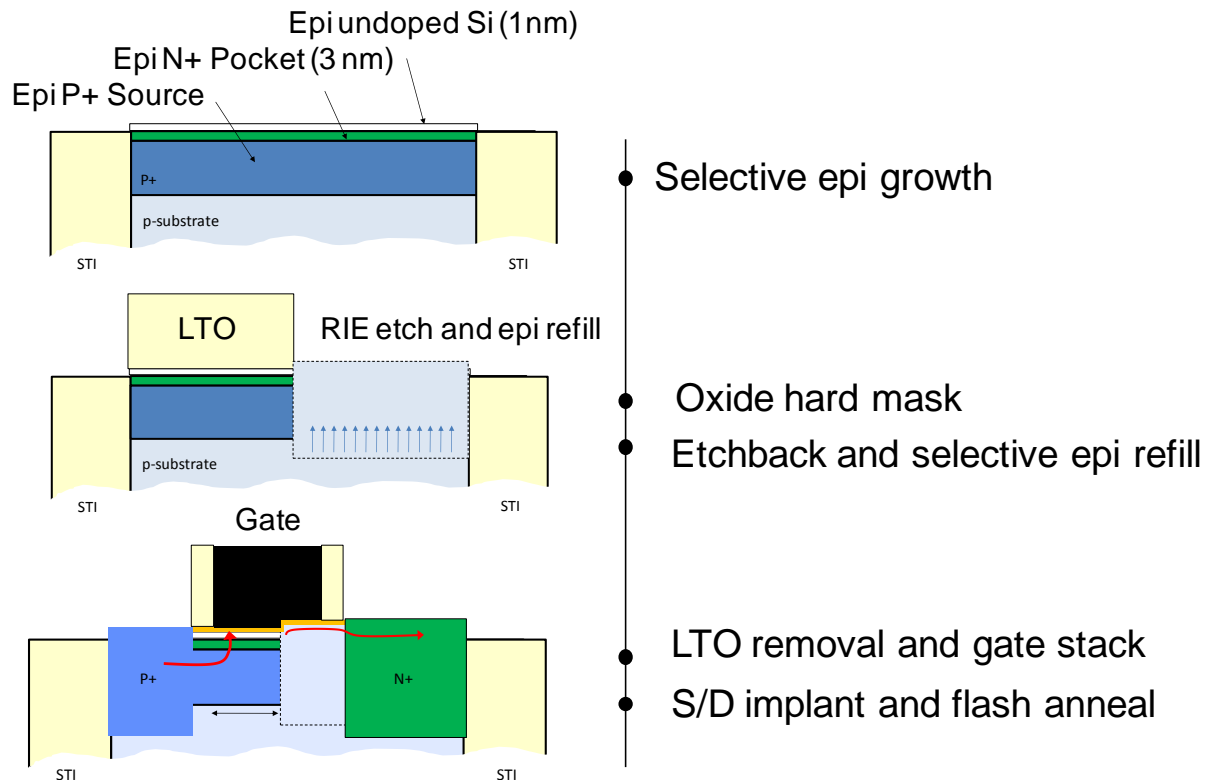 Epi undoped Si (1nm)
Epi N+ Pocket (3 nm)
Epi P+ Source
P+
p-substrate
STI
STI
Selective epi growth
LTO
RIE etch and epi refill
p-substrate
STI
STI
Oxide hard mask
Etchback and selective epi refill
Gate
P+
N+
STI
STI
LTO removal and gate stack
S/D implant and flash anneal